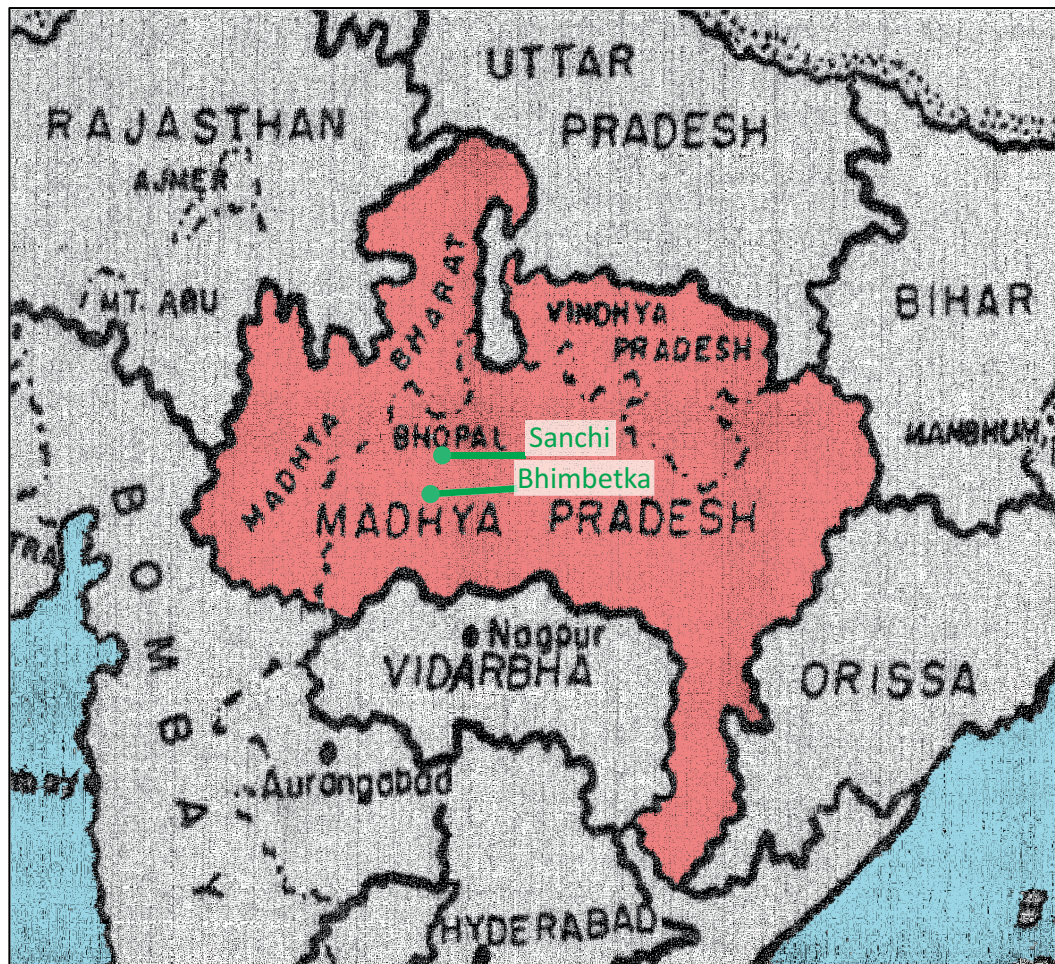 UTTAR
PRADESH
RAJASTHAN
AJMER
MT. ABU
BHARAT
VINDHYA
PRADESH
BIHAR
MANBHUM,
BHOPAL
Sanchi
Bhimbetka
MADHYA
MADHYA PRADESH
BOMBAY
Nagpur
VIDARBHA
ORISSA
Aurangabad
HYDERABAD